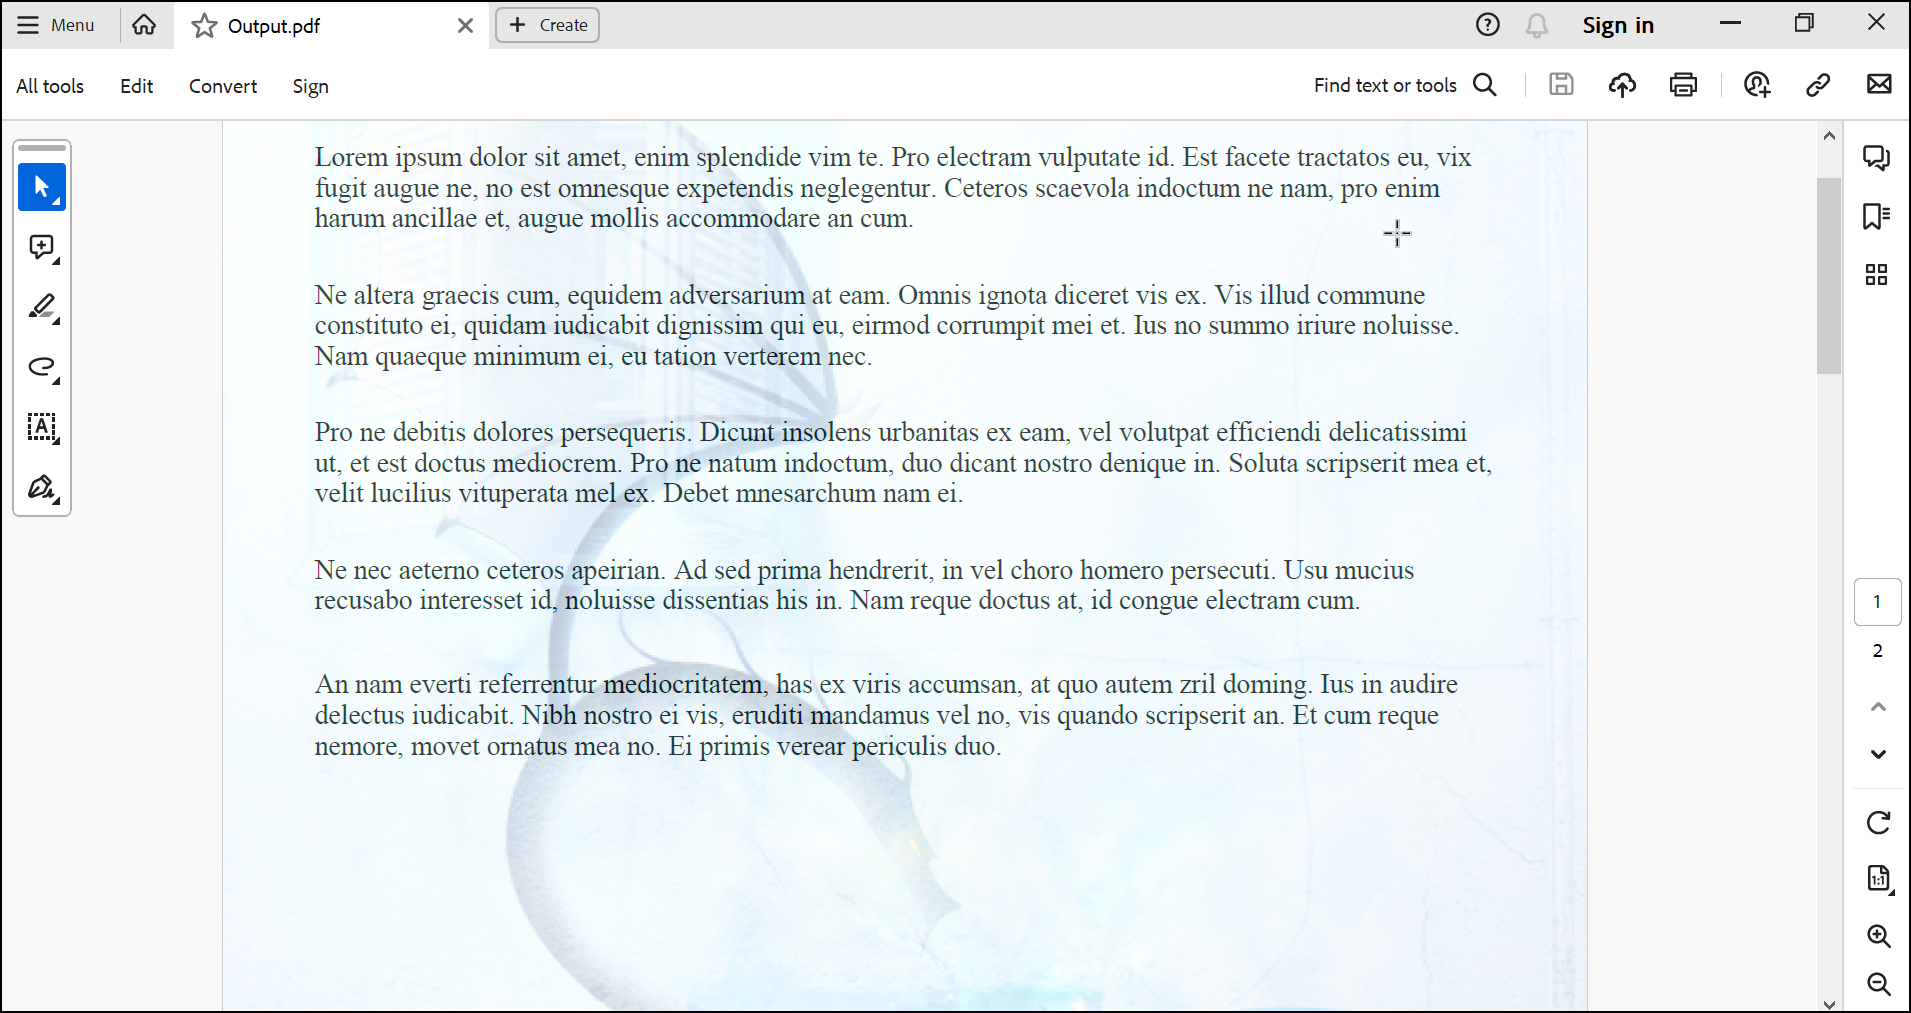 Menu
Output.pdf
Create
Sign in
All tools
Edit
Convert
Sign
Find text or tools
Lorem ipsum dolor sit amet, enim splendide vim te. Pro electram vulputate id. Est facete tractatos eu, vix
fugit augue ne, no est omnesque expetendis neglegentur. Ceteros scaevola indoctum ne nam, pro enim
harum ancillae et, augue mollis accommodare an cum.
Ne altera graecis cum, equidem adversarium at eam. Omnis ignota diceret vis ex. Vis illud commune
constituto ei, quidam iudicabit dignissim qui eu, eirmod corrumpit mei et. Ius no summo iriure noluisse.
Nam quaeque minimum ei, eu tation verterem nec.
Pro ne debitis dolores persequeris. Dicunt insolens urbanitas ex eam, vel volutpat efficiendi delicatissimi
ut, et est doctus mediocrem. Pro ne natum indoctum, duo dicant nostro denique in. Soluta scripserit mea et,
velit lucilius vituperata mel ex. Debet mnesarchum nam ei.
Ne nec aeterno ceteros apeirian. Ad sed prima hendrerit, in vel choro homero persecuti. Usu mucius
recusabo interesset id, noluisse dissentias his in. Nam reque doctus at, id congue electram cum.
An nam everti referrentur mediocritatem, has ex viris accumsan, at quo autem zril doming. Ius in audire
delectus iudicabit. Nibh nostro ei vis, eruditi mandamus vel no, vis quando scripserit an. Et cum reque
nemore, movet ornatus mea no. Ei primis verear periculis duo.
1
2
1:1